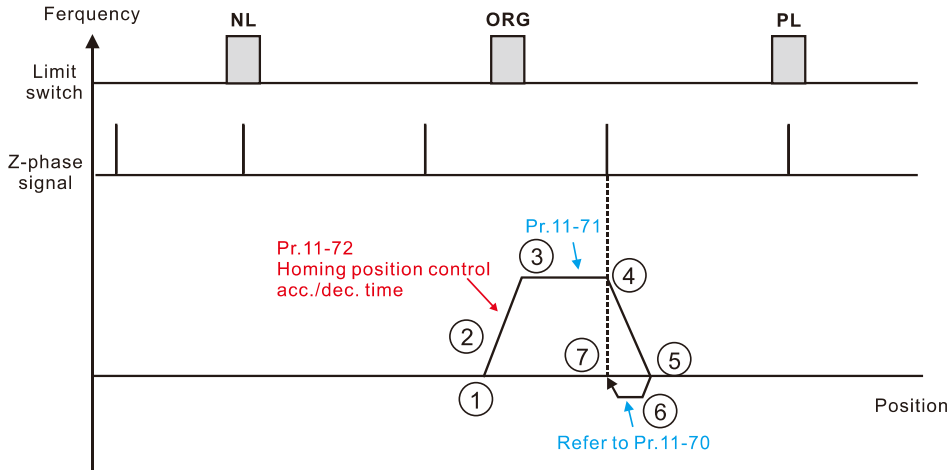 Ferquency
NL
ORG
PL
Limit
switch
Z-phase
signal
Pr.11-71
Pr.11-72
Homing position control
acc./dec. time
3
4
2
7
5
1
6
Position
Refer to Pr.11-70